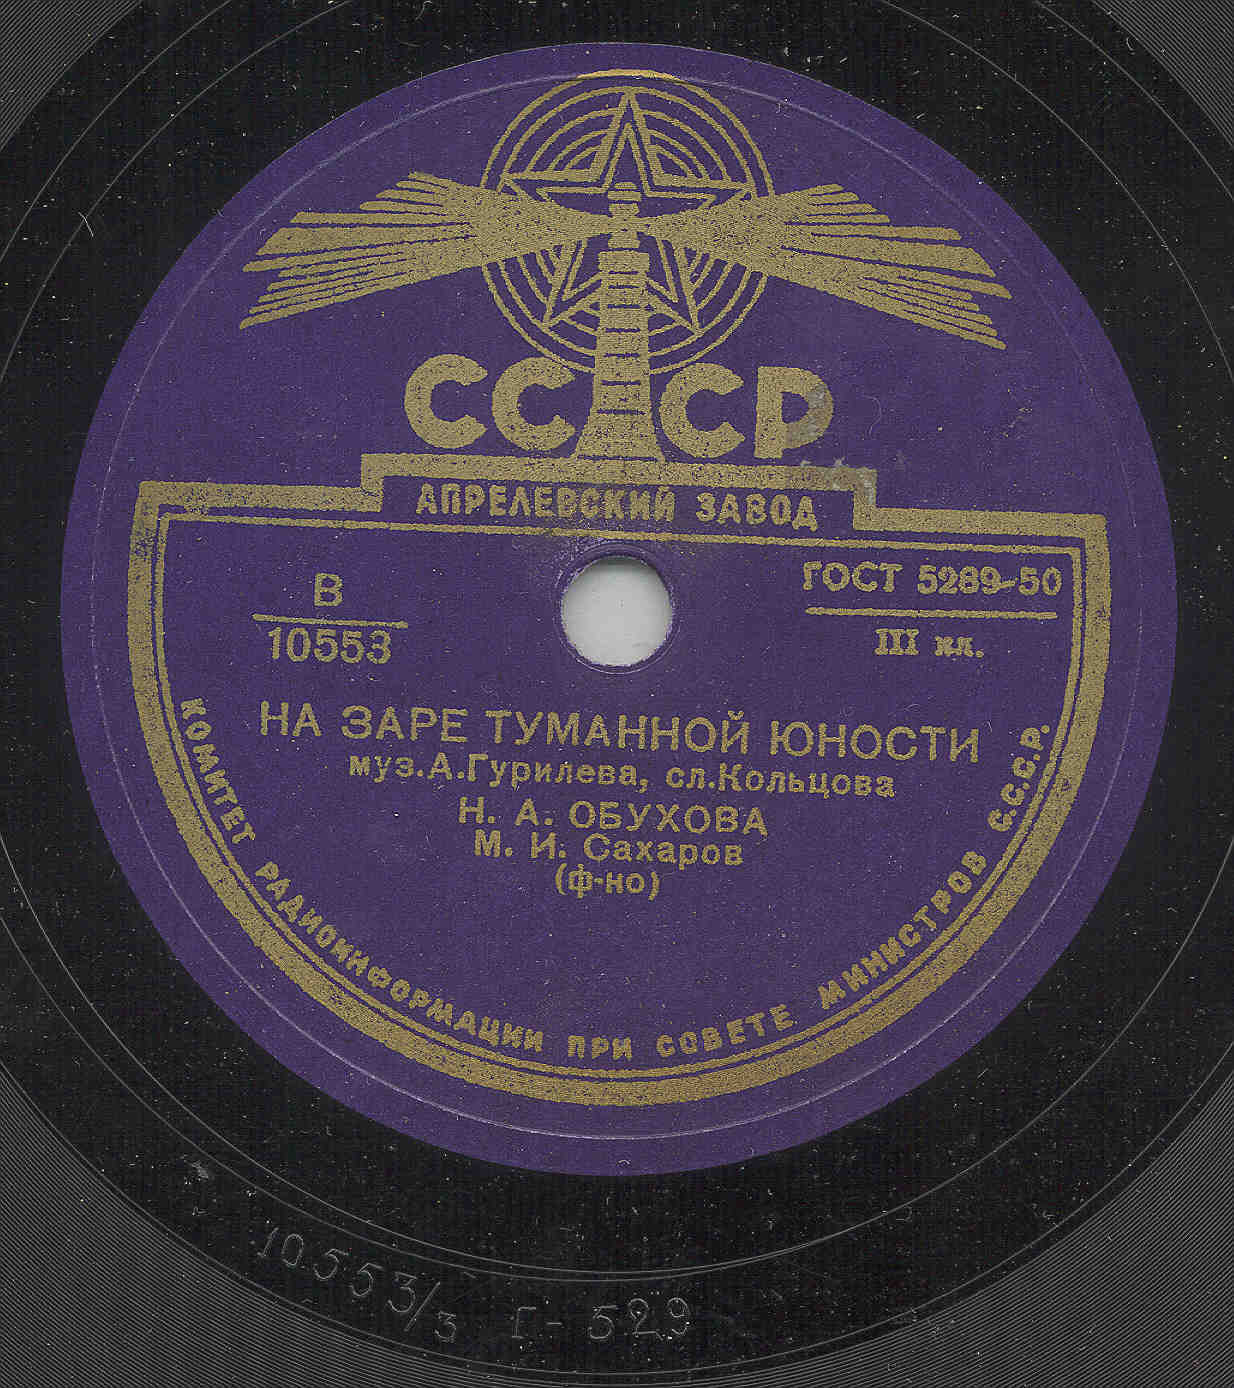 СССР
АПРЕЛЕВСКИЙ ЗАВОД
В
10553
ГОСТ 5289-50
III кл.
НА ЗАРЕ ТУМАННОЙ ЮНОСТИ
муз.А.Гурилева, сл.Кольцова
Н. А. ОБУХОВА
М. И. Сахаров
(ф-но)
КОМИТЕТ РАДИОИНФОРМАЦИИ ПРИ СОВЕТЕ МИНИСТРОВ С.С.С.Р.
10553/3 Г-529